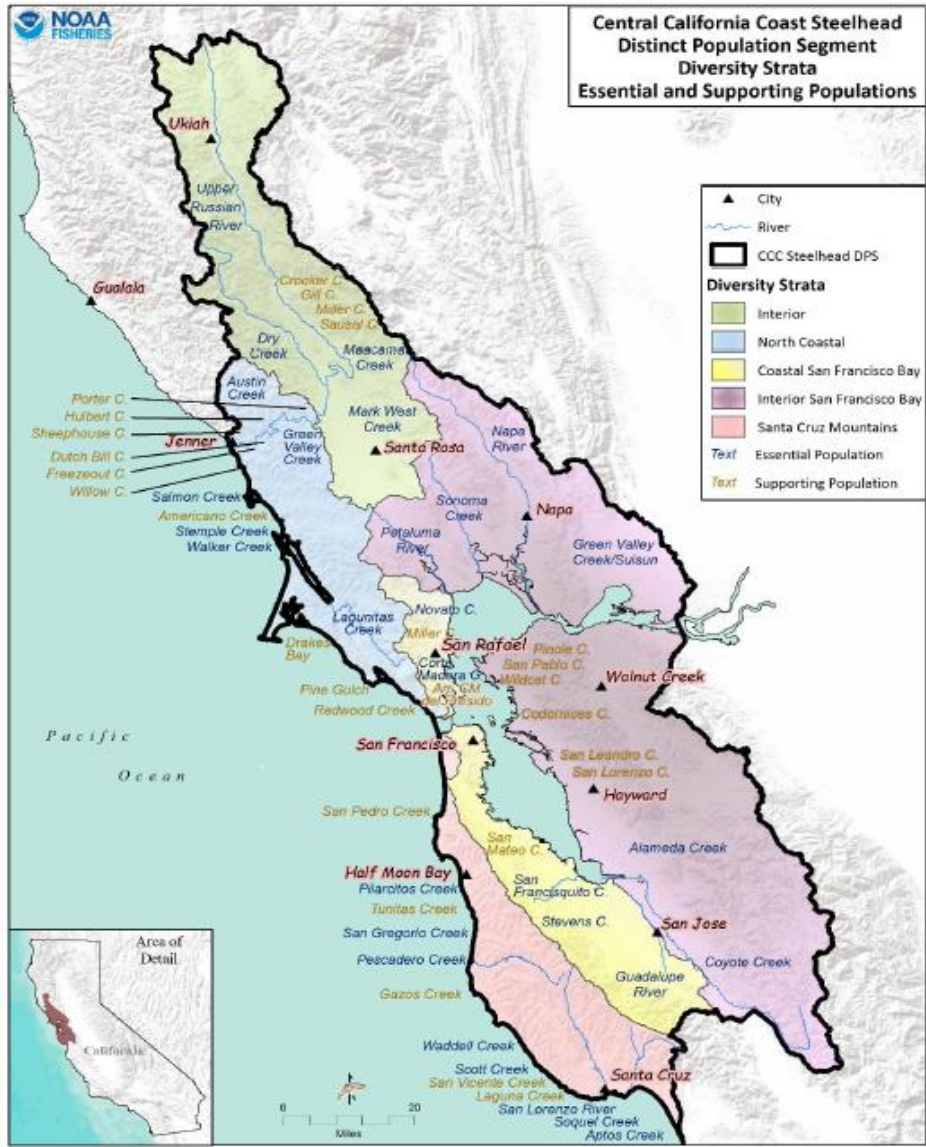 NOAA
FISHERIES
Central California Coast Steelhead
Distinct Population Segment
Diversity Strata
Essential and Supporting Populations
City
River
CCC Steelhead DPS
Diversity Strata
Interior
North Coastal
Coastal San Francisco Bay
Interior San Francisco Bay
Santa Cruz Mountains
Text Essential Population
Text Supporting Population
Ukiah
Upper
Russian
River
Gualala
Crocker C.
Gill C.
Miller C.
Sausal C.
Dry
Creek
Maacama
Creek
Austin
Creek
Porter C.
Hulbert C.
Sheephouse C.
Jenner
Dutch Bill C.
Freezeout C.
Willow C.
Green
Valley
Creek
Mark West
Creek
Santa Rosa
Napa
River
Salmon Creek
Americano Creek
Stemple Creek
Walker Creek
Sonoma
Creek
Napa
Petaluma
River
Green Valley
Creek/Suisun
Lagunitas
Creek
Novato C.
Miller C.
San Rafael
Drakes
Bay
Corte
Madera C.
Arr. CM
del Presido
Pinole C.
San Pablo C.
Wildcat C.
Walnut Creek
Pine Gulch
Redwood Creek
Codornices C.
Pacific
Ocean
San Francisco
San Leandro C.
San Lorenzo C.
Hayward
San Pedro Creek
San
Mateo C.
Alameda Creek
Half Moon Bay
Pilarcitos Creek
San
Francisquito C.
Tunitas Creek
Stevens C.
San Jose
San Gregorio Creek
Pescadero Creek
Coyote Creek
Guadalupe
River
Gazos Creek
Waddell Creek
Scott Creek
Santa Cruz
San Vicente Creek
Laguna Creek
San Lorenzo River
Soquel Creek
Aptos Creek
Area of
Detail
California
0 20
Miles